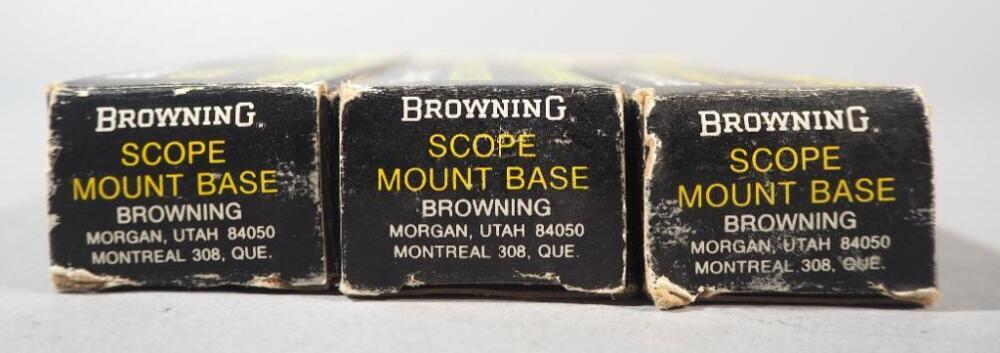 BROWNING.
SCOPE
MOUNT BASE
BROWNING
MORGAN, UTAH 84050
MONTREAL 308, QUE.
BROWNING.
SCOPE
MOUNT BASE
BROWNING
MORGAN, UTAH 84050
MONTREAL 308, QUE.
BROWNING.
SCOPE
MOUNT BASE
BROWNING
MORGAN, UTAH 84050
MONTREAL 308, QUE.